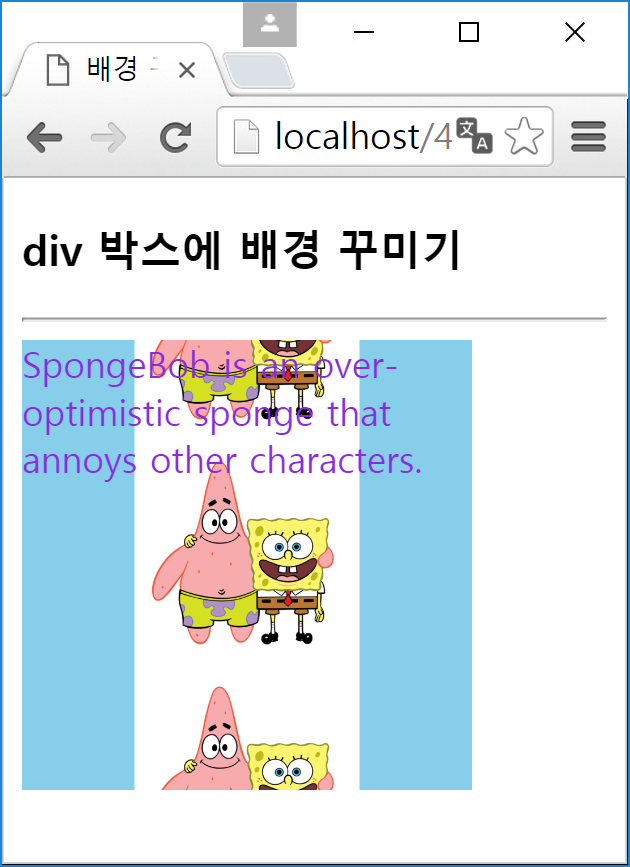 배경
localhost/4
div 박스에 배경 꾸미기
SpongeBob is an over-
optimistic sponge that
annoys other characters.